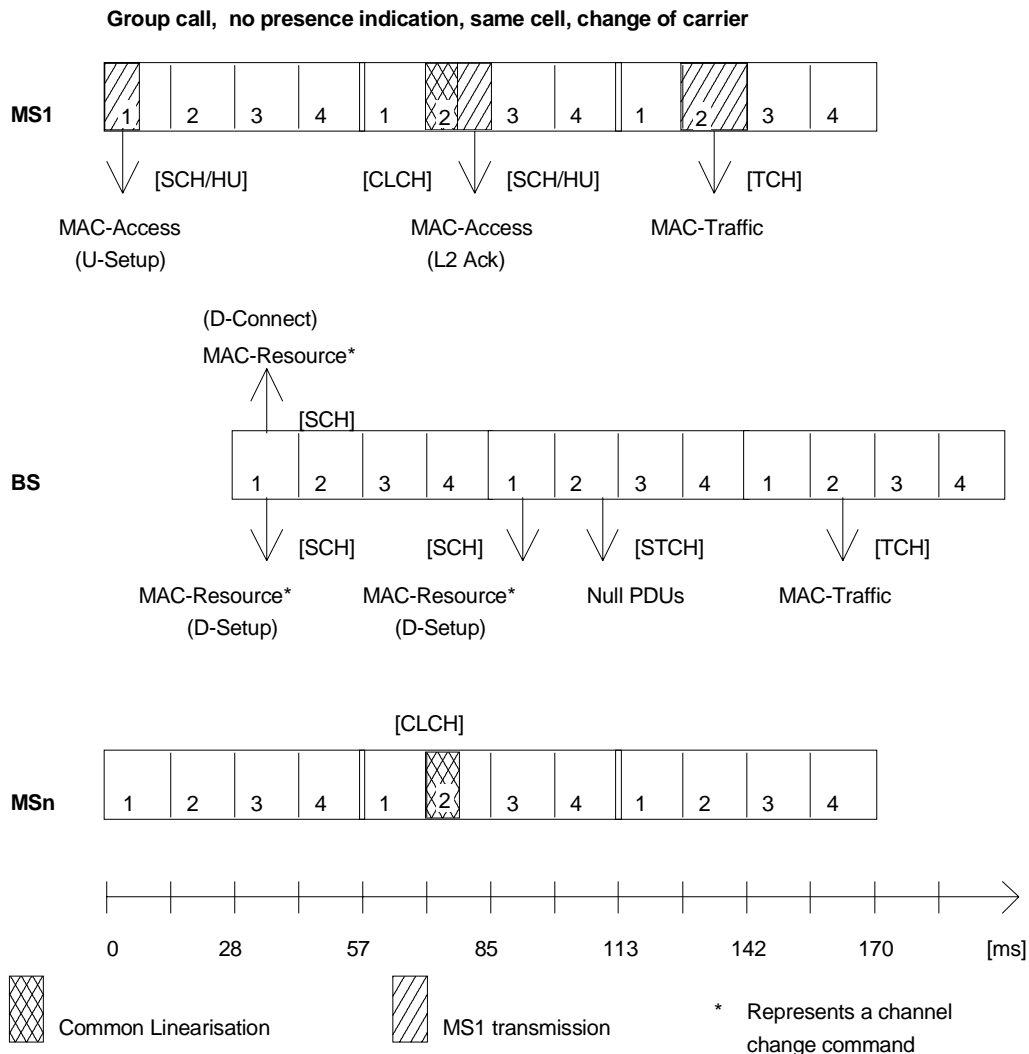 Group call, no presence indication, same cell, change of carrier
MS1
1 2 3 4 1 2 3 4 1 2 3 4
[SCH/HU] [CLCH] [SCH/HU] [TCH]
MAC-Access MAC-Access MAC-Traffic
(U-Setup) (L2 Ack)
(D-Connect)
MAC-Resource*
[SCH]
BS
1 2 3 4 1 2 3 4 1 2 3 4
[SCH] [SCH] [STCH] [TCH]
MAC-Resource* MAC-Resource* Null PDUs MAC-Traffic
(D-Setup) (D-Setup)
[CLCH]
MSn
1 2 3 4 1 2 3 4 1 2 3 4
0 28 57 85 113 142 170 [ms]
Common Linearisation
MS1 transmission
* Represents a channel
change command